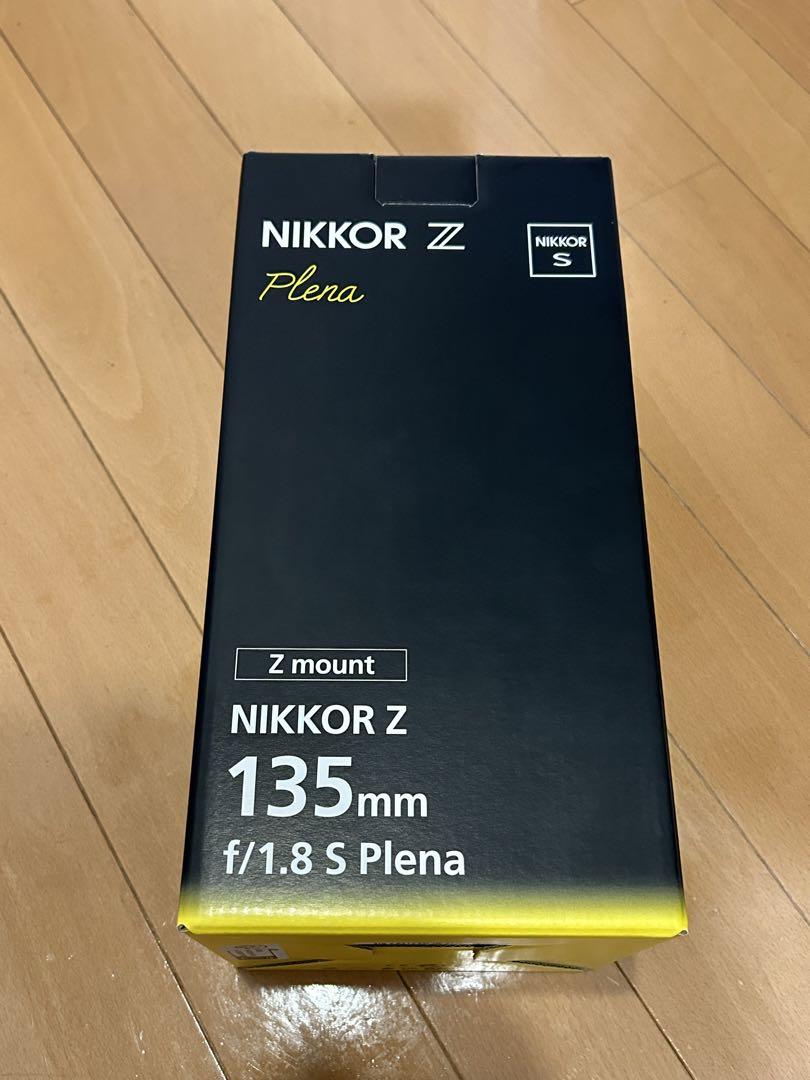 NIKKOR Z
NIKKOR
S
Plena
Z mount
NIKKOR Z
135mm
f/1.8 S Plena